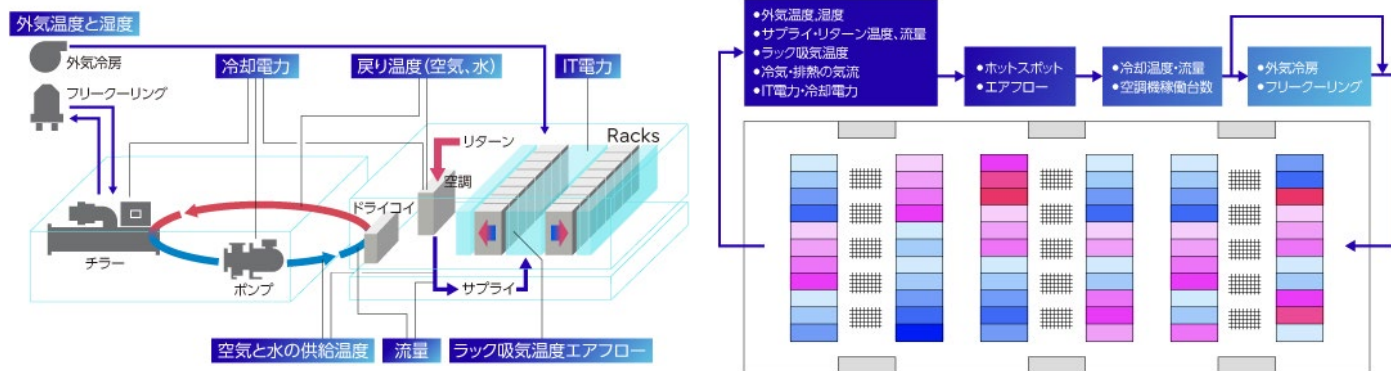 外気温度と湿度
外気冷房
フリークーリング
冷却電力
戻り温度(空気、水)
IT電力
Racks
リターン
空調
ドライコイ
チラー
ポンプ
サプライ
空気と水の供給温度
流量
ラック吸気温度エアフロー
●外気温度,湿度
●サプライ・リターン温度、流量
●ラック吸気温度
●冷気・排熱の気流
●IT電力・冷却電力
●ホットスポット
●エアフロー
●冷却温度・流量
●空調機稼働台数
●外気冷房
●フリークーリング